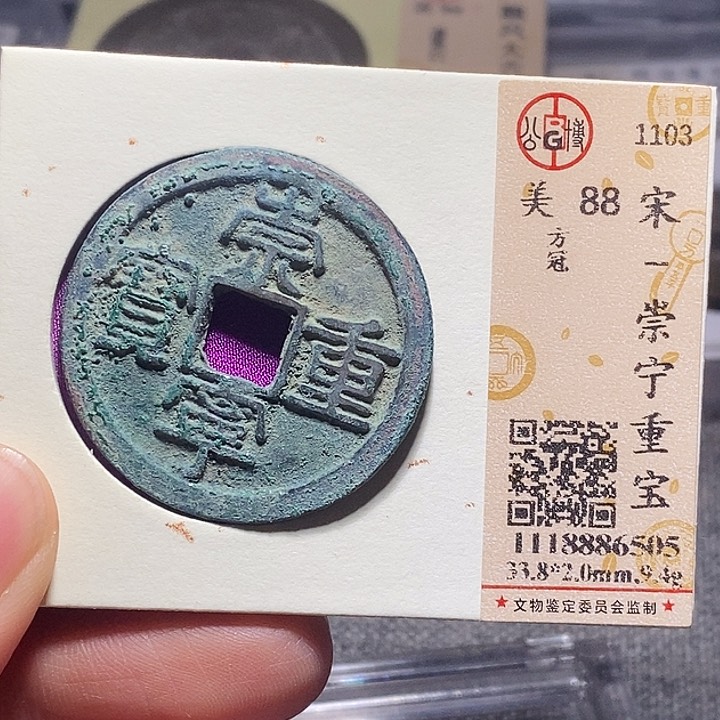 崇
重
寧
寶
公博
1103
美 88
方冠
宋一崇宁重宝
1118886505
33.8*2.0mm,9.4g
★文物鉴定委员会监制★